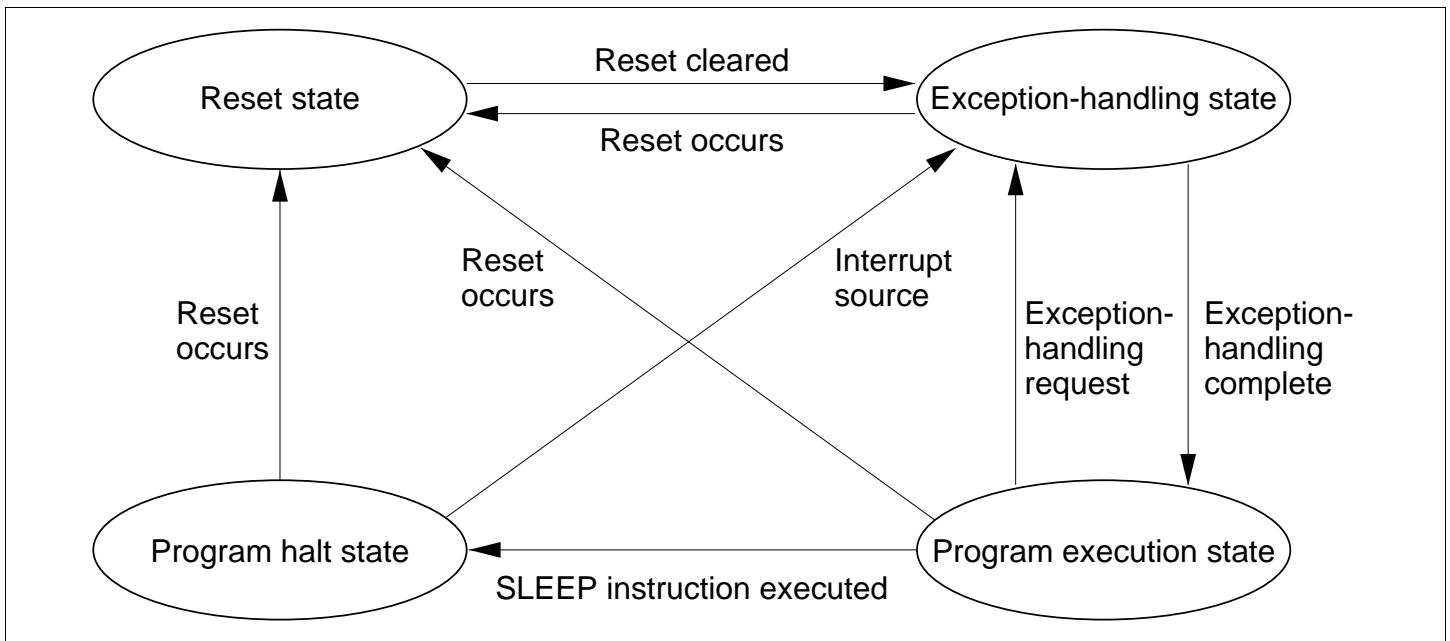 Reset cleared
Reset state
Exception-handling state
Reset occurs
Reset
occurs
Interrupt
source
Reset
occurs
Exception-
handling
request
Exception-
handling
complete
Program halt state
Program execution state
SLEEP instruction executed